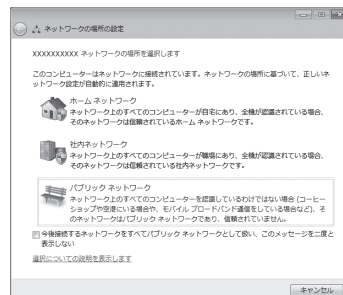 ネットワークの場所の設定
XXXXXXXXXX ネットワークの場所を選択します
このコンピューターはネットワークに接続されています。ネットワークの場所に基づいて、正しいネ
ットワーク設定が自動的に適用されます。
ホーム ネットワーク
ネットワーク上のすべてのコンピューターが自宅にあり、全機が認識されている場合、
そのネットワークは信頼されているホーム ネットワークです。
社内ネットワーク
ネットワーク上のすべてのコンピューターが職場にあり、全機が認識されている場合、
そのネットワークは信頼されている社内ネットワークです。
パブリック ネットワーク
ネットワーク上のすべてのコンピューターを認識しているわけではない場合 (コーヒー
ショップや空港にいる場合や、モバイル ブロードバンド通信をしている場合など)、そ
のネットワークはパブリック ネットワークであり、信頼されていません。
今後接続するネットワークをすべてパブリック ネットワークとして扱い、このメッセージを二度と
表示しない
選択についての説明を表示します
キャンセル